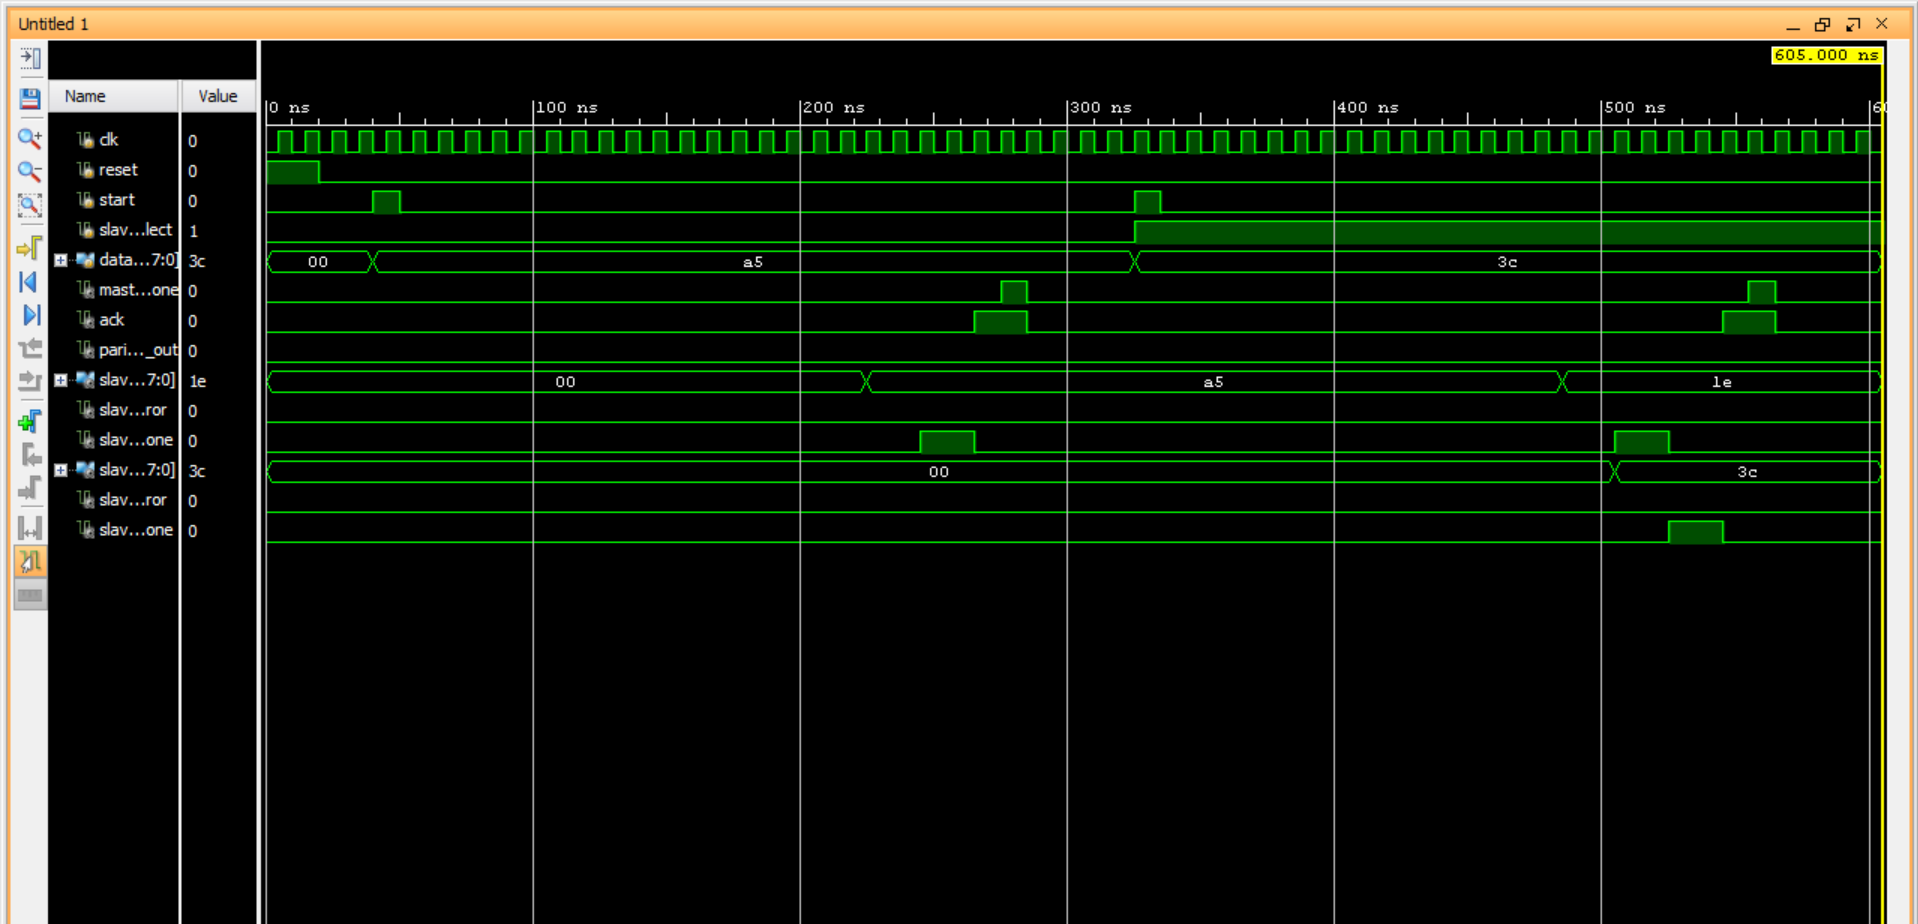 Untitled 1
605.000 ns
Name Value
0 ns 100 ns 200 ns 300 ns 400 ns 500 ns 60
clk 0
reset 0
start 0
slav...lect 1
data...7:0] 3c 00 a5 3c
mast...one 0
ack 0
pari..._out 0
slav...7:0] 1e 00 a5 1e
slav...ror 0
slav...one 0
slav...7:0] 3c 00 3c
slav...ror 0
slav...one 0